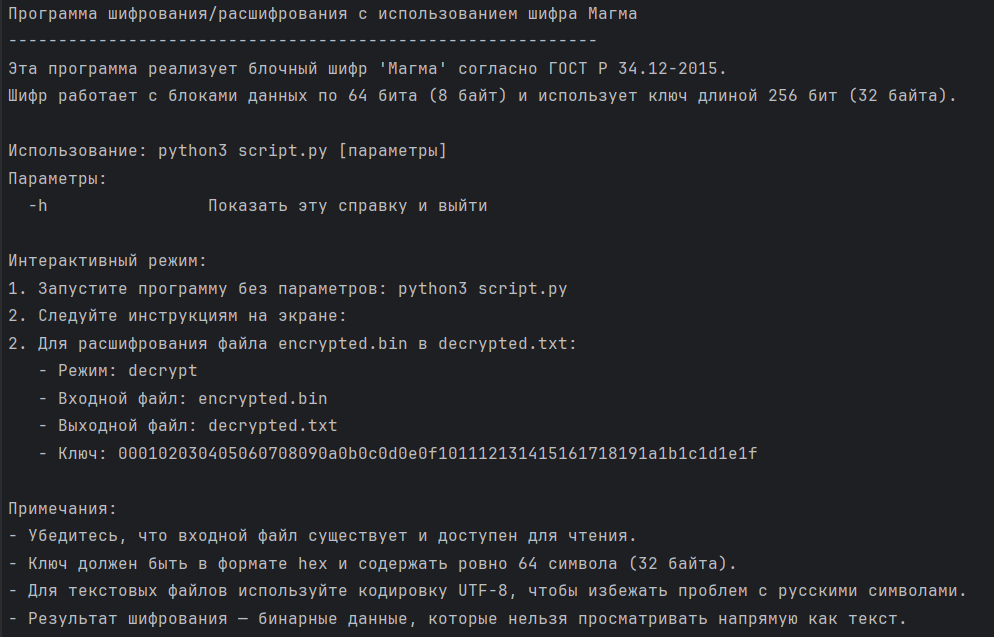 Программа шифрования/расшифрования с использованием шифра Магма
-----------------------------------------------------------
Эта программа реализует блочный шифр 'Магма' согласно ГОСТ Р 34.12-2015.
Шифр работает с блоками данных по 64 бита (8 байт) и использует ключ длиной 256 бит (32 байта).

Использование: python3 script.py [параметры]
Параметры:
  -h                Показать эту справку и выйти

Интерактивный режим:
1. Запустите программу без параметров: python3 script.py
2. Следуйте инструкциям на экране:
2. Для расшифрования файла encrypted.bin в decrypted.txt:
   - Режим: decrypt
   - Входной файл: encrypted.bin
   - Выходной файл: decrypted.txt
   - Ключ: 000102030405060708090a0b0c0d0e0f101112131415161718191a1b1c1d1e1f

Примечания:
- Убедитесь, что входной файл существует и доступен для чтения.
- Ключ должен быть в формате hex и содержать ровно 64 символа (32 байта).
- Для текстовых файлов используйте кодировку UTF-8, чтобы избежать проблем с русскими символами.
- Результат шифрования — бинарные данные, которые нельзя просматривать напрямую как текст.